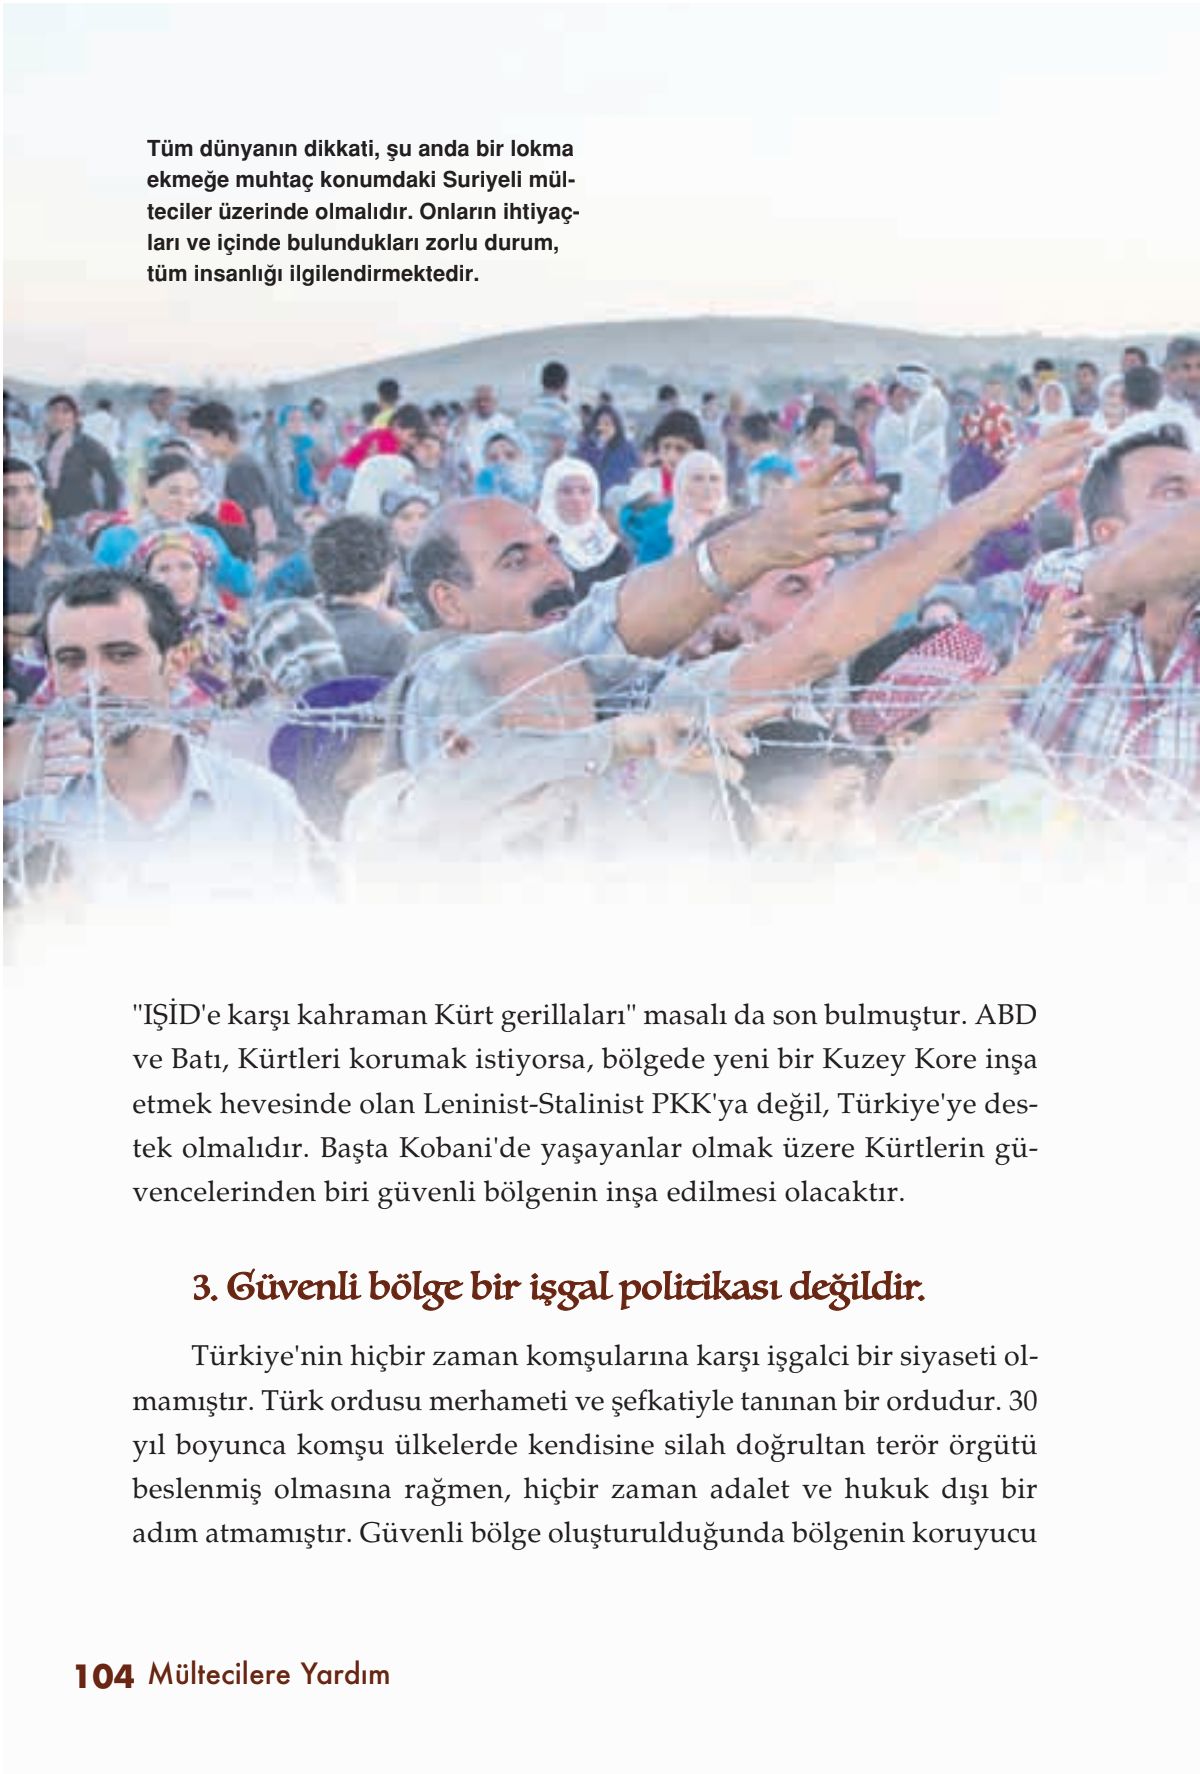 Tüm dünyanın dikkati, şu anda bir lokma
ekmeğe muhtaç konumdaki Suriyeli mül-
teciler üzerinde olmalıdır. Onların ihtiyaç-
ları ve içinde bulundukları zorlu durum,
tüm insanlığı ilgilendirmektedir.
"IŞİD'e karşı kahraman Kürt gerillaları" masalı da son bulmuştur. ABD
ve Batı, Kürtleri korumak istiyorsa, bölgede yeni bir Kuzey Kore inşa
etmek hevesinde olan Leninist-Stalinist PKK'ya değil, Türkiye'ye des-
tek olmalıdır. Başta Kobani'de yaşayanlar olmak üzere Kürtlerin gü-
vencelerinden biri güvenli bölgenin inşa edilmesi olacaktır.
3. Güvenli bölge bir işgal politikası değildir.
Türkiye'nin hiçbir zaman komşularına karşı işgalci bir siyaseti ol-
mamıştır. Türk ordusu merhameti ve şefkatiyle tanınan bir ordudur. 30
yıl boyunca komşu ülkelerde kendisine silah doğrultan terör örgütü
beslenmiş olmasına rağmen, hiçbir zaman adalet ve hukuk dışı bir
adım atmamıştır. Güvenli bölge oluşturulduğunda bölgenin koruyucu
104 Mültecilere Yardım